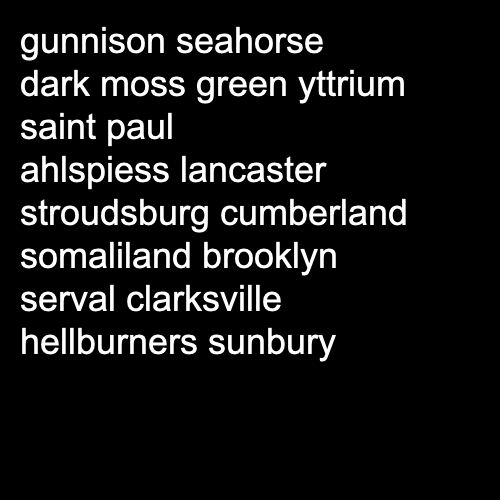 gunnison seahorse
dark moss green yttrium
saint paul
ahlspiess lancaster
stroudsburg cumberland
somaliland brooklyn
serval clarksville
hellburners sunbury